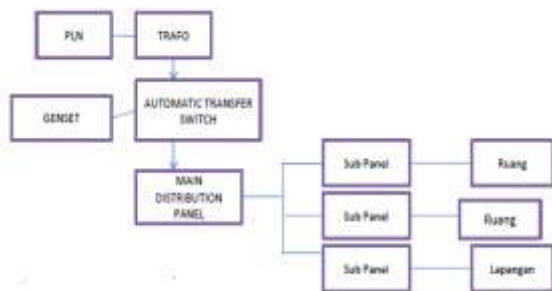 PLN
TRAFO
GENSET
AUTOMATIC TRANSFER
SWITCH
MAIN
DISTRIBUTION
PANEL
Sub Panel
Ruang
Sub Panel
Ruang
Sub Panel
Lapangan